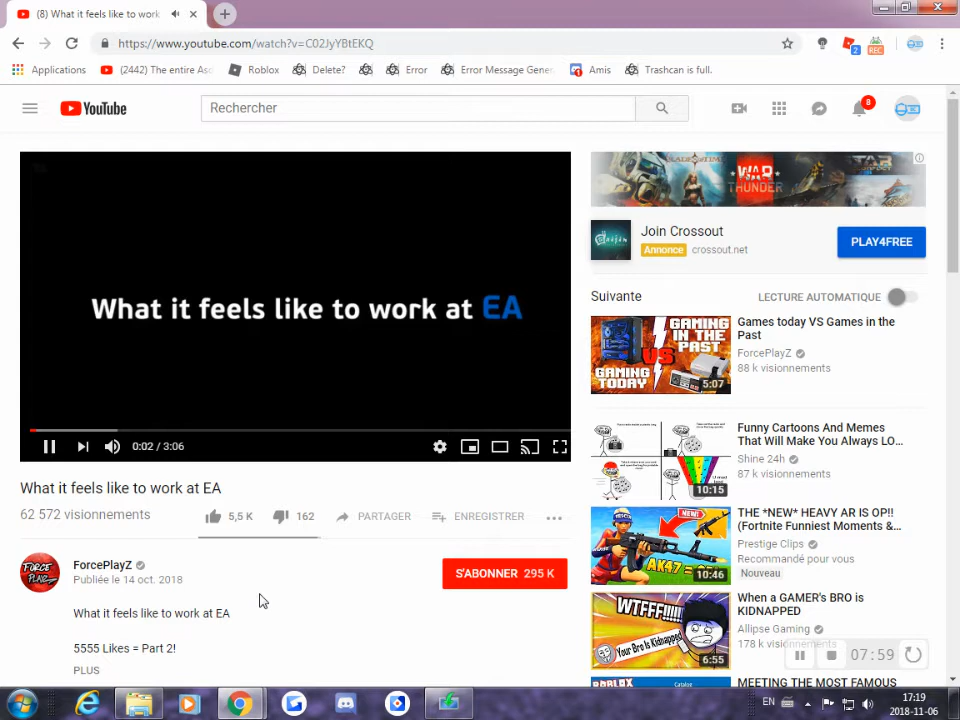 (8) What it feels like to work
https://www.youtube.com/watch?v=C02JyYBtEKQ
REC
2
Applications
(2442) The entire Asd
Roblox
Delete?
Error
Error Message Gene
Amis
Trashcan is full.
YouTube
Rechercher
8
What it feels like to work at EA
0:02 / 3:06
WAR THUNDER
Join Crossout
Annonce crossout.net
PLAY4FREE
Suivante
LECTURE AUTOMATIQUE
GAMING IN THE PAST
VS
GAMING TODAY
5:07
Games today VS Games in the
Past
ForcePlayZ
88 k visionnements
10:15
Funny Cartoons And Memes
That Will Make You Always LO...
Shine 24h
87 k visionnements
NEW!
AK47 =
10:46
THE *NEW* HEAVY AR IS OP!!
(Fortnite Funniest Moments &...
Prestige Clips
Recommandé pour vous
Nouveau
WTFFF!!!!!
Your Bro Is Kidnapped
6:55
When a GAMER's BRO is
KIDNAPPED
Allipse Gaming
178 k visionnements
07:59
Catalog
MEETING THE MOST FAMOUS
What it feels like to work at EA
62 572 visionnements
5,5 K
162
PARTAGER
ENREGISTRER
FORCE PLAYZ
ForcePlayZ
Publiée le 14 oct. 2018
S'ABONNER 295 K
What it feels like to work at EA
5555 Likes = Part 2!
PLUS
EN
17:19
2018-11-06